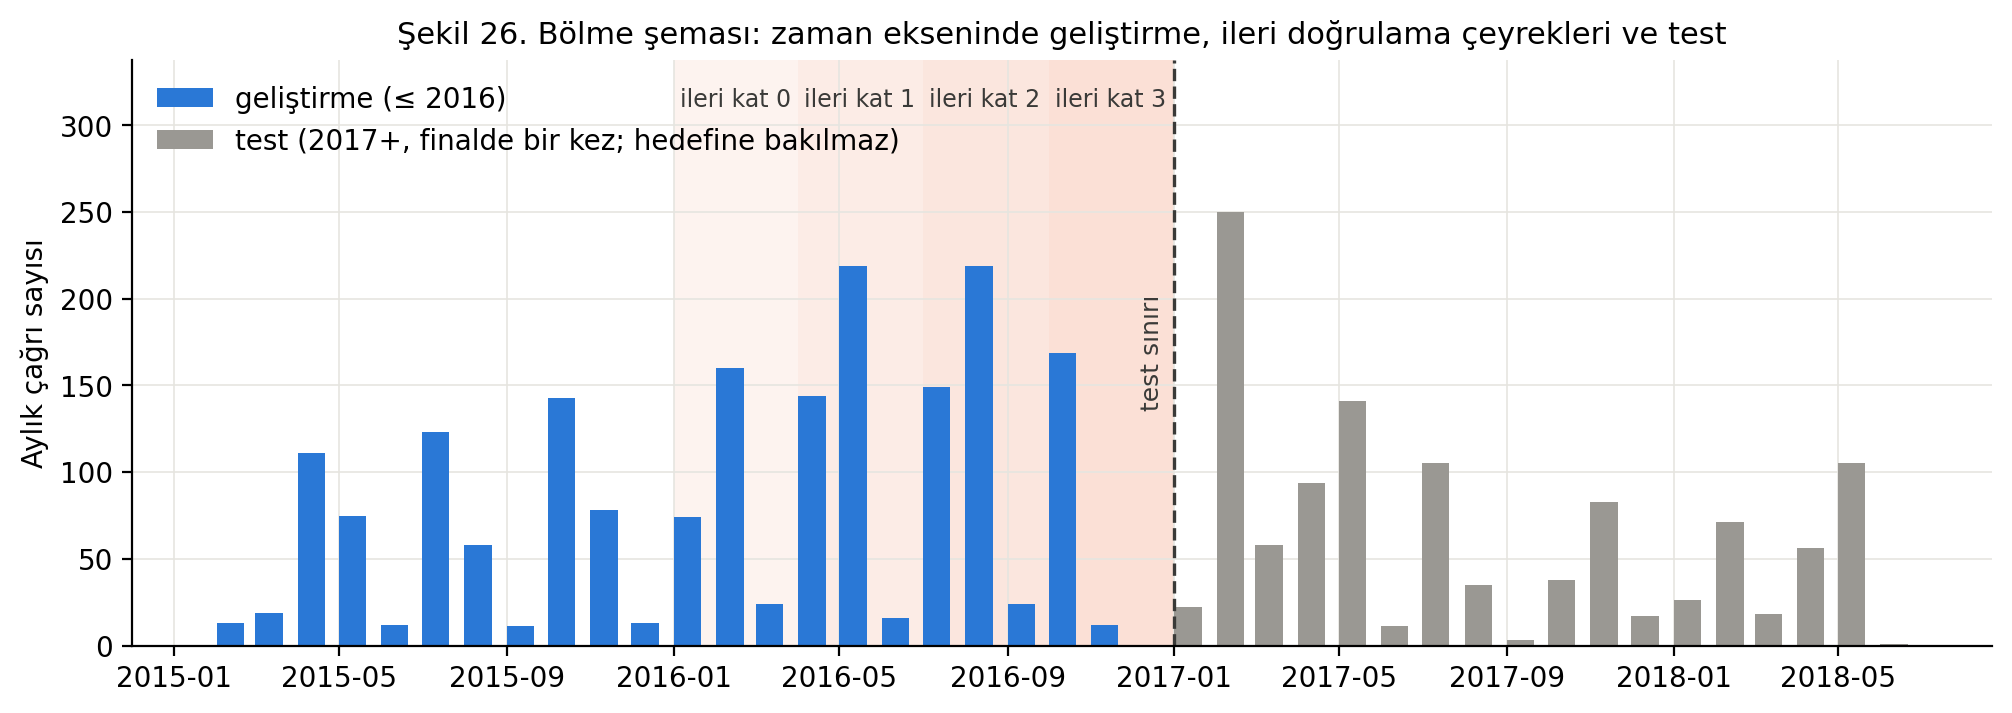 Şekil 26. Bölme şeması: zaman ekseninde geliştirme, ileri doğrulama çeyrekleri ve test
geliştirme (≤ 2016)
test (2017+, finalde bir kez; hedefine bakılmaz)
ileri kat 0
ileri kat 1
ileri kat 2
ileri kat 3
test sınırı
Aylık çağrı sayısı
300
250
200
150
100
50
0
2015-01
2015-05
2015-09
2016-01
2016-05
2016-09
2017-01
2017-05
2017-09
2018-01
2018-05